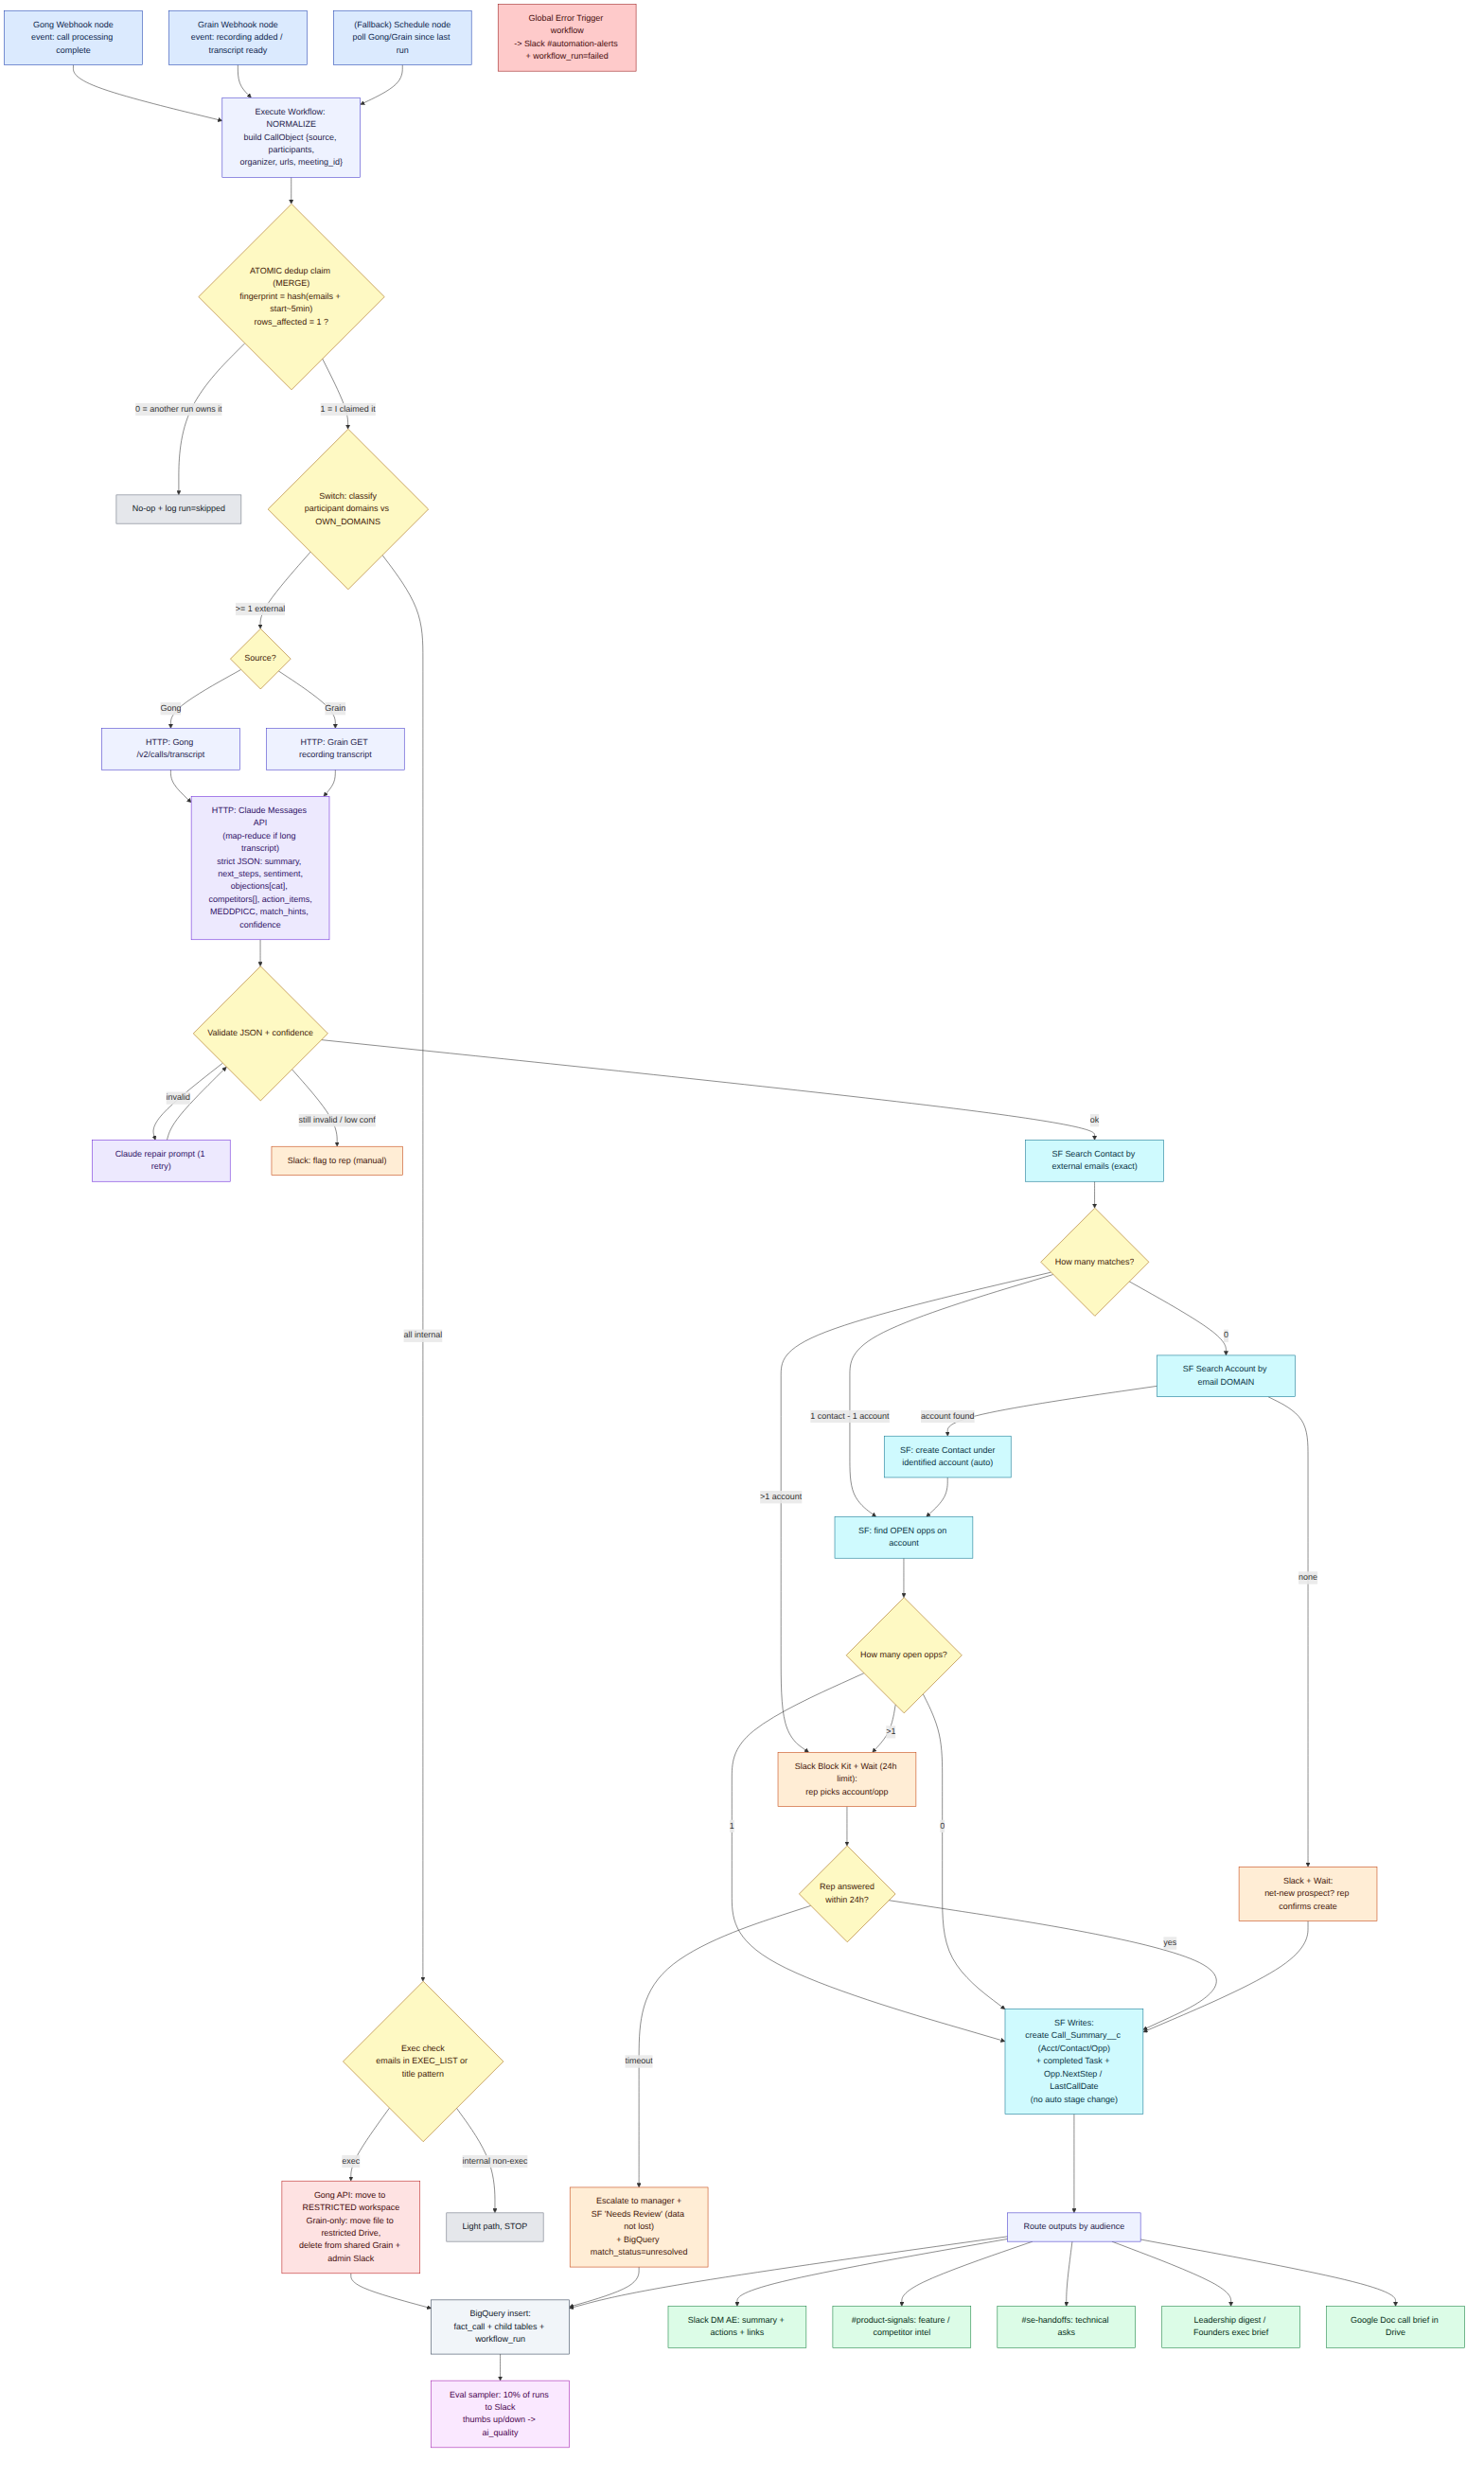 Gong Webhook node
event: call processing
complete
Grain Webhook node
event: recording added /
transcript ready
(Fallback) Schedule node
poll Gong/Grain since last
run
Global Error Trigger
workflow
-> Slack #automation-alerts
+ workflow_run=failed
Execute Workflow:
NORMALIZE
build CallObject {source,
participants,
organizer, urls, meeting_id}
ATOMIC dedup claim
(MERGE)
fingerprint = hash(emails +
start~5min)
rows_affected = 1 ?
0 = another run owns it
1 = I claimed it
No-op + log run=skipped
Switch: classify
participant domains vs
OWN_DOMAINS
>= 1 external
Source?
Gong
Grain
HTTP: Gong
/v2/calls/transcript
HTTP: Grain GET
recording transcript
HTTP: Claude Messages
API
(map-reduce if long
transcript)
strict JSON: summary,
next_steps, sentiment,
objections[cat],
competitors[], action_items,
MEDDPICC, match_hints,
confidence
Validate JSON + confidence
invalid
still invalid / low conf
ok
Claude repair prompt (1
retry)
Slack: flag to rep (manual)
SF Search Contact by
external emails (exact)
How many matches?
all internal
0
SF Search Account by
email DOMAIN
1 contact - 1 account
account found
SF: create Contact under
identified account (auto)
>1 account
SF: find OPEN opps on
account
none
How many open opps?
>1
Slack Block Kit + Wait (24h
limit):
rep picks account/opp
1
0
Rep answered
within 24h?
Slack + Wait:
net-new prospect? rep
confirms create
yes
Exec check
emails in EXEC_LIST or
title pattern
timeout
SF Writes:
create Call_Summary__c
(Acct/Contact/Opp)
+ completed Task +
Opp.NextStep /
LastCallDate
(no auto stage change)
exec
internal non-exec
Gong API: move to
RESTRICTED workspace
Grain-only: move file to
restricted Drive,
delete from shared Grain +
admin Slack
Light path, STOP
Escalate to manager +
SF 'Needs Review' (data
not lost)
+ BigQuery
match_status=unresolved
Route outputs by audience
BigQuery insert:
fact_call + child tables +
workflow_run
Slack DM AE: summary +
actions + links
#product-signals: feature /
competitor intel
#se-handoffs: technical
asks
Leadership digest /
Founders exec brief
Google Doc call brief in
Drive
Eval sampler: 10% of runs
to Slack
thumbs up/down ->
ai_quality